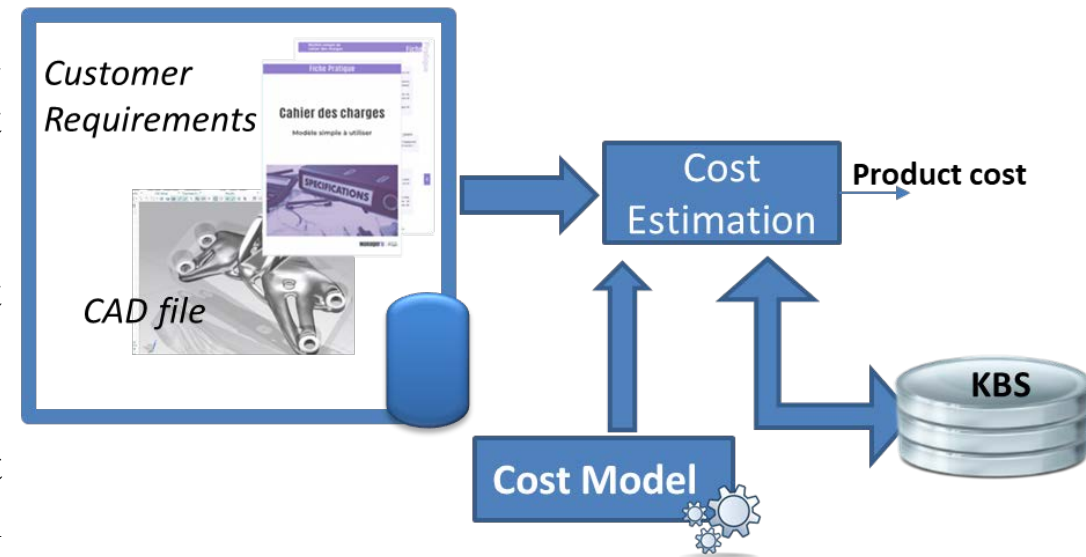 Customer
Requirements
Fiche Pratique
Cahier des charges
Modèle simple à utiliser
SPECIFICATIONS
CAD file
Cost
Estimation
Product cost
KBS
Cost Model